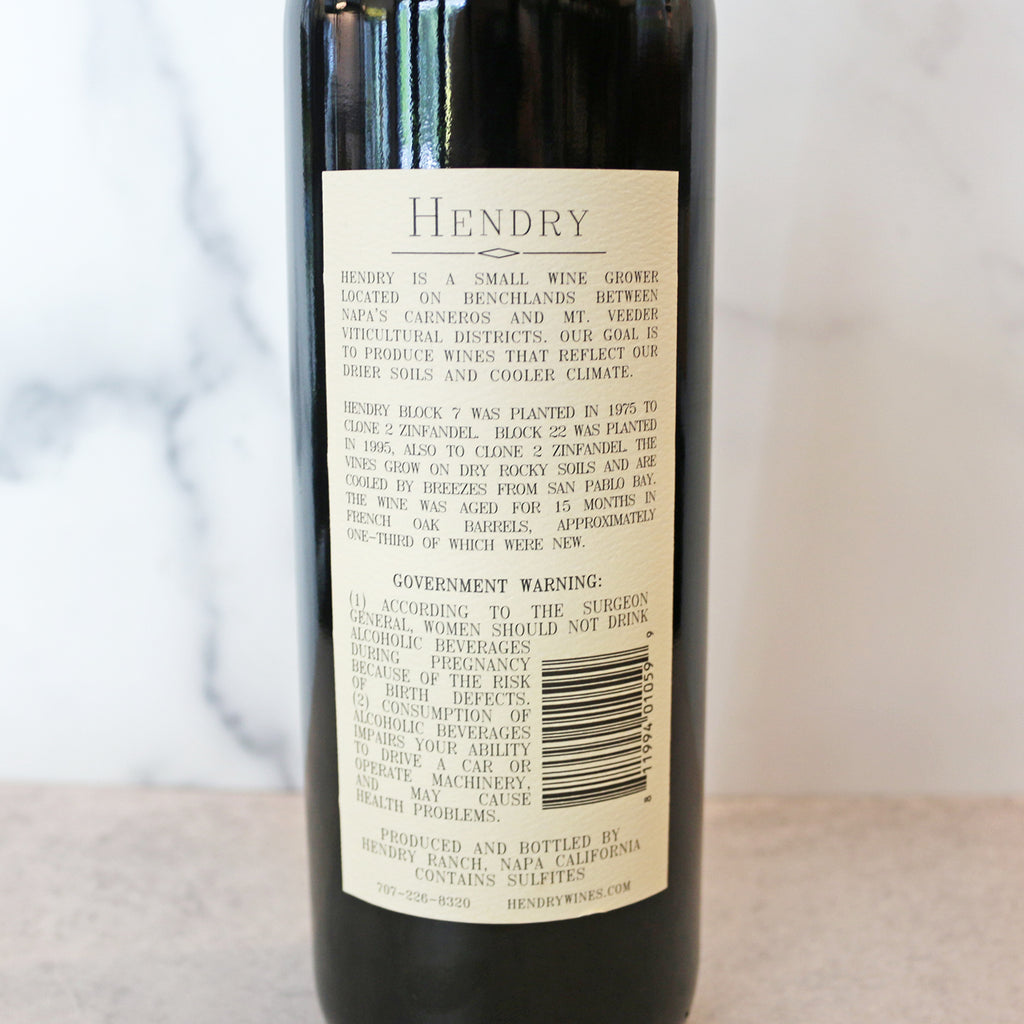 HENDRY
HENDRY IS A SMALL WINE GROWER
LOCATED ON BENCHLANDS BETWEEN
NAPA'S CARNEROS AND MT. VEEDER
VITICULTURAL DISTRICTS. OUR GOAL IS
TO PRODUCE WINES THAT REFLECT OUR
DRIER SOILS AND COOLER CLIMATE.
HENDRY BLOCK 7 WAS PLANTED IN 1975 TO
CLONE 2 ZINFANDEL. BLOCK 22 WAS PLANTED
IN 1995, ALSO TO CLONE 2 ZINFANDEL. THE
VINES GROW ON DRY ROCKY SOILS AND ARE
COOLED BY BREEZES FROM SAN PABLO BAY.
THE WINE WAS AGED FOR 15 MONTHS IN
FRENCH OAK BARRELS, APPROXIMATELY
ONE-THIRD OF WHICH WERE NEW.
GOVERNMENT WARNING:
(1) ACCORDING TO THE SURGEON
GENERAL, WOMEN SHOULD NOT DRINK
ALCOHOLIC BEVERAGES
DURING PREGNANCY
BECAUSE OF THE RISK
OF BIRTH DEFECTS.
(2) CONSUMPTION OF
ALCOHOLIC BEVERAGES
IMPAIRS YOUR ABILITY
TO DRIVE A CAR OR
OPERATE MACHINERY,
AND MAY CAUSE
HEALTH PROBLEMS.
8 11994 01059 9
PRODUCED AND BOTTLED BY
HENDRY RANCH, NAPA CALIFORNIA
CONTAINS SULFITES
707-226-8320 HENDRYWINES.COM